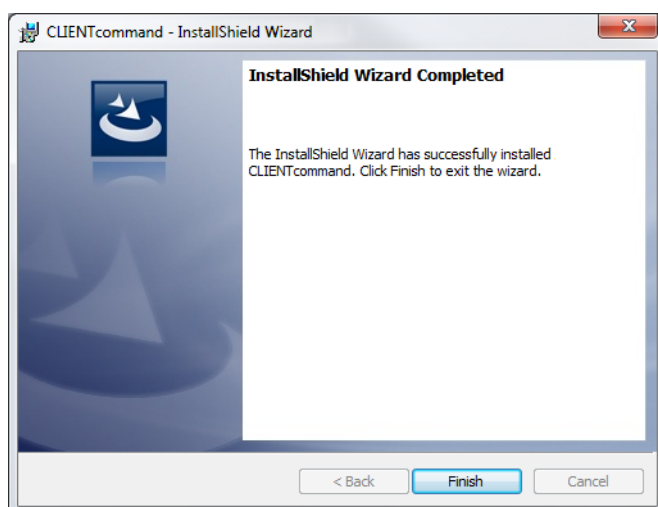 CLIENTcommand - InstallShield Wizard
InstallShield Wizard Completed
The InstallShield Wizard has successfully installed
CLIENTcommand. Click Finish to exit the wizard.
< Back
Finish
Cancel